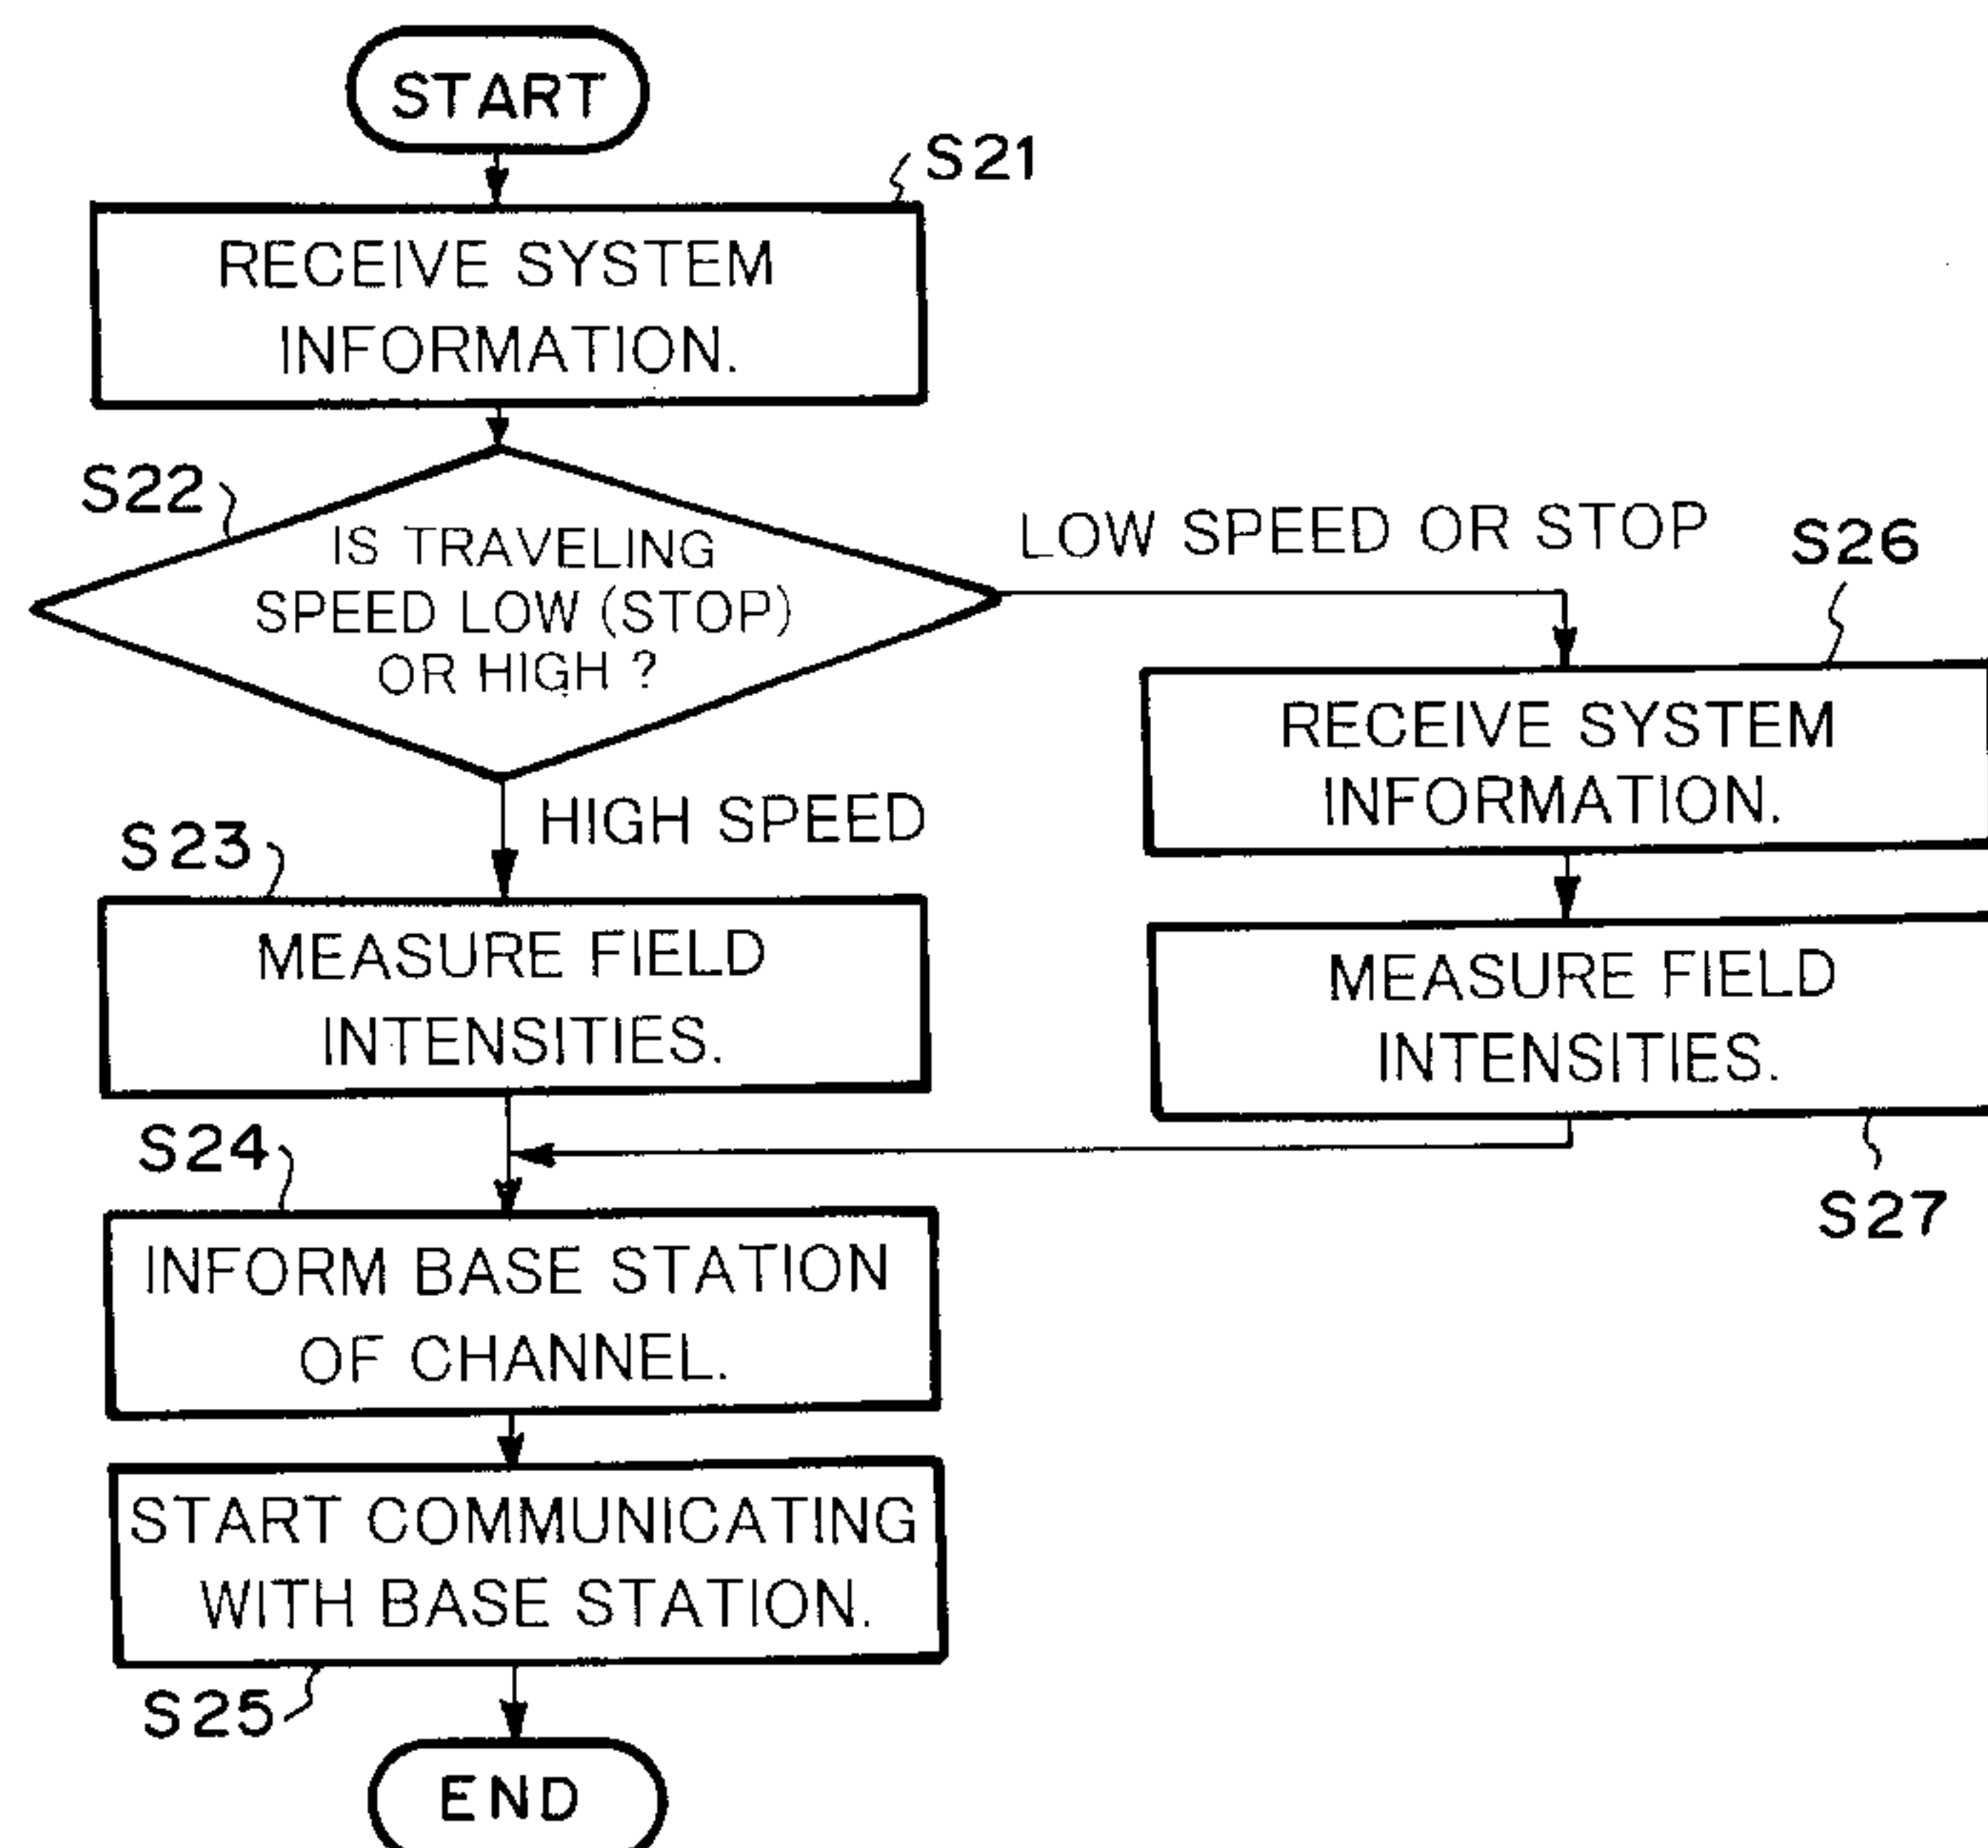 START
S21
RECEIVE SYSTEM
INFORMATION.
S22
IS TRAVELING
SPEED LOW (STOP)
OR HIGH ?
LOW SPEED OR STOP
S26
RECEIVE SYSTEM
INFORMATION.
HIGH SPEED
S23
MEASURE FIELD
INTENSITIES.
MEASURE FIELD
INTENSITIES.
S27
S24
INFORM BASE STATION
OF CHANNEL.
START COMMUNICATING
WITH BASE STATION.
S25
END